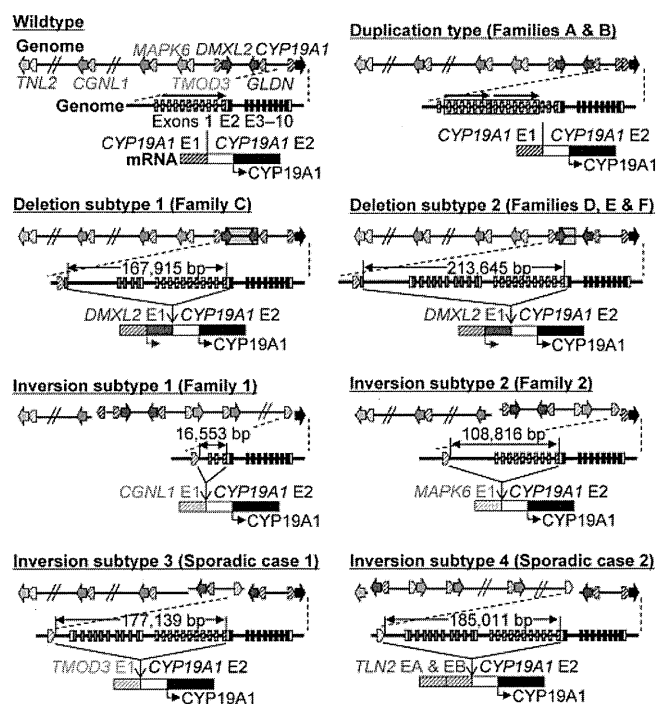 Wildtype
Genome MAPK6 DMXL2 CYP19A1
TNL2 CGNL1 TMOD3 GLDN
Genome
Exons 1 E2 E3–10
CYP19A1 E1 CYP19A1 E2
mRNA
CYP19A1
Duplication type (Families A & B)
CYP19A1 E1 CYP19A1 E2
CYP19A1
Deletion subtype 1 (Family C)
167,915 bp
DMXL2 E1 CYP19A1 E2
CYP19A1
Deletion subtype 2 (Families D, E & F)
213,645 bp
DMXL2 E1 CYP19A1 E2
CYP19A1
Inversion subtype 1 (Family 1)
16,553 bp
CGNL1 E1 CYP19A1 E2
CYP19A1
Inversion subtype 2 (Family 2)
108,816 bp
MAPK6 E1 CYP19A1 E2
CYP19A1
Inversion subtype 3 (Sporadic case 1)
177,139 bp
TMOD3 E1 CYP19A1 E2
CYP19A1
Inversion subtype 4 (Sporadic case 2)
185,011 bp
TLN2 EA & EB CYP19A1 E2
CYP19A1